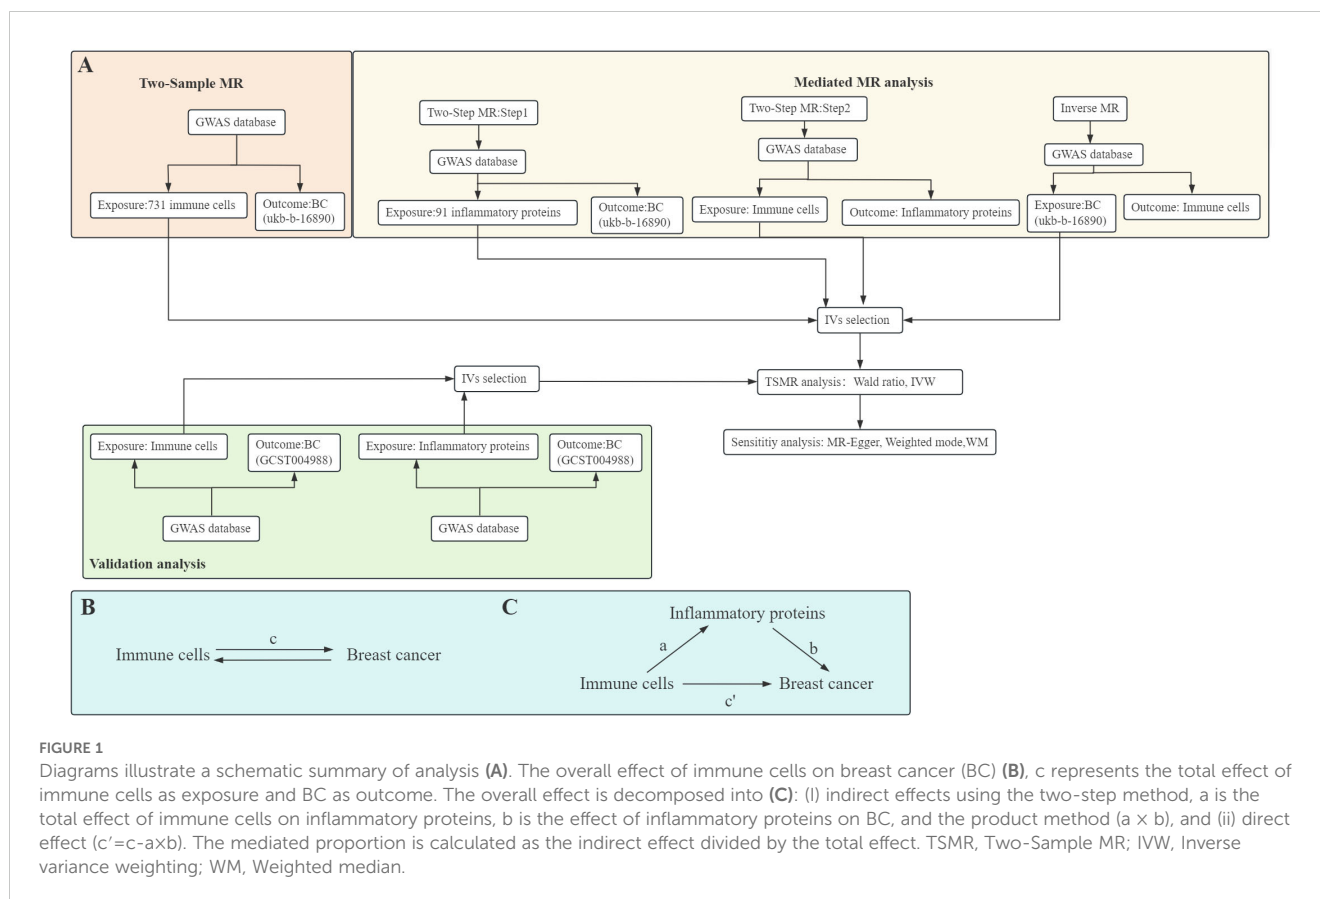 A
Two-Sample MR
GWAS database
Exposure:731 immune cells
Outcome:BC
(ukb-b-16890)
Mediated MR analysis
Two-Step MR:Step1
GWAS database
Exposure:91 inflammatory proteins
Outcome:BC
(ukb-b-16890)
Two-Step MR:Step2
GWAS database
Exposure: Immune cells
Outcome: Inflammatory proteins
Inverse MR
GWAS database
Exposure:BC
(ukb-b-16890)
Outcome: Immune cells
IVs selection
IVs selection
TSMR analysis: Wald ratio, IVW
Sensitity analysis: MR-Egger, Weighted mode,WM
Exposure: Immune cells
Outcome:BC
(GCST004988)
GWAS database
Exposure: Inflammatory proteins
Outcome:BC
(GCST004988)
GWAS database
Validation analysis
B
Immune cells
c
Breast cancer
C
Inflammatory proteins
a
b
Immune cells
Breast cancer
c'
FIGURE 1
Diagrams illustrate a schematic summary of analysis (A). The overall effect of immune cells on breast cancer (BC) (B), c represents the total effect of
immune cells as exposure and BC as outcome. The overall effect is decomposed into (C): (I) indirect effects using the two-step method, a is the
total effect of immune cells on inflammatory proteins, b is the effect of inflammatory proteins on BC, and the product method (a × b), and (ii) direct
effect (c′=c-a×b). The mediated proportion is calculated as the indirect effect divided by the total effect. TSMR, Two-Sample MR; IVW, Inverse
variance weighting; WM, Weighted median.